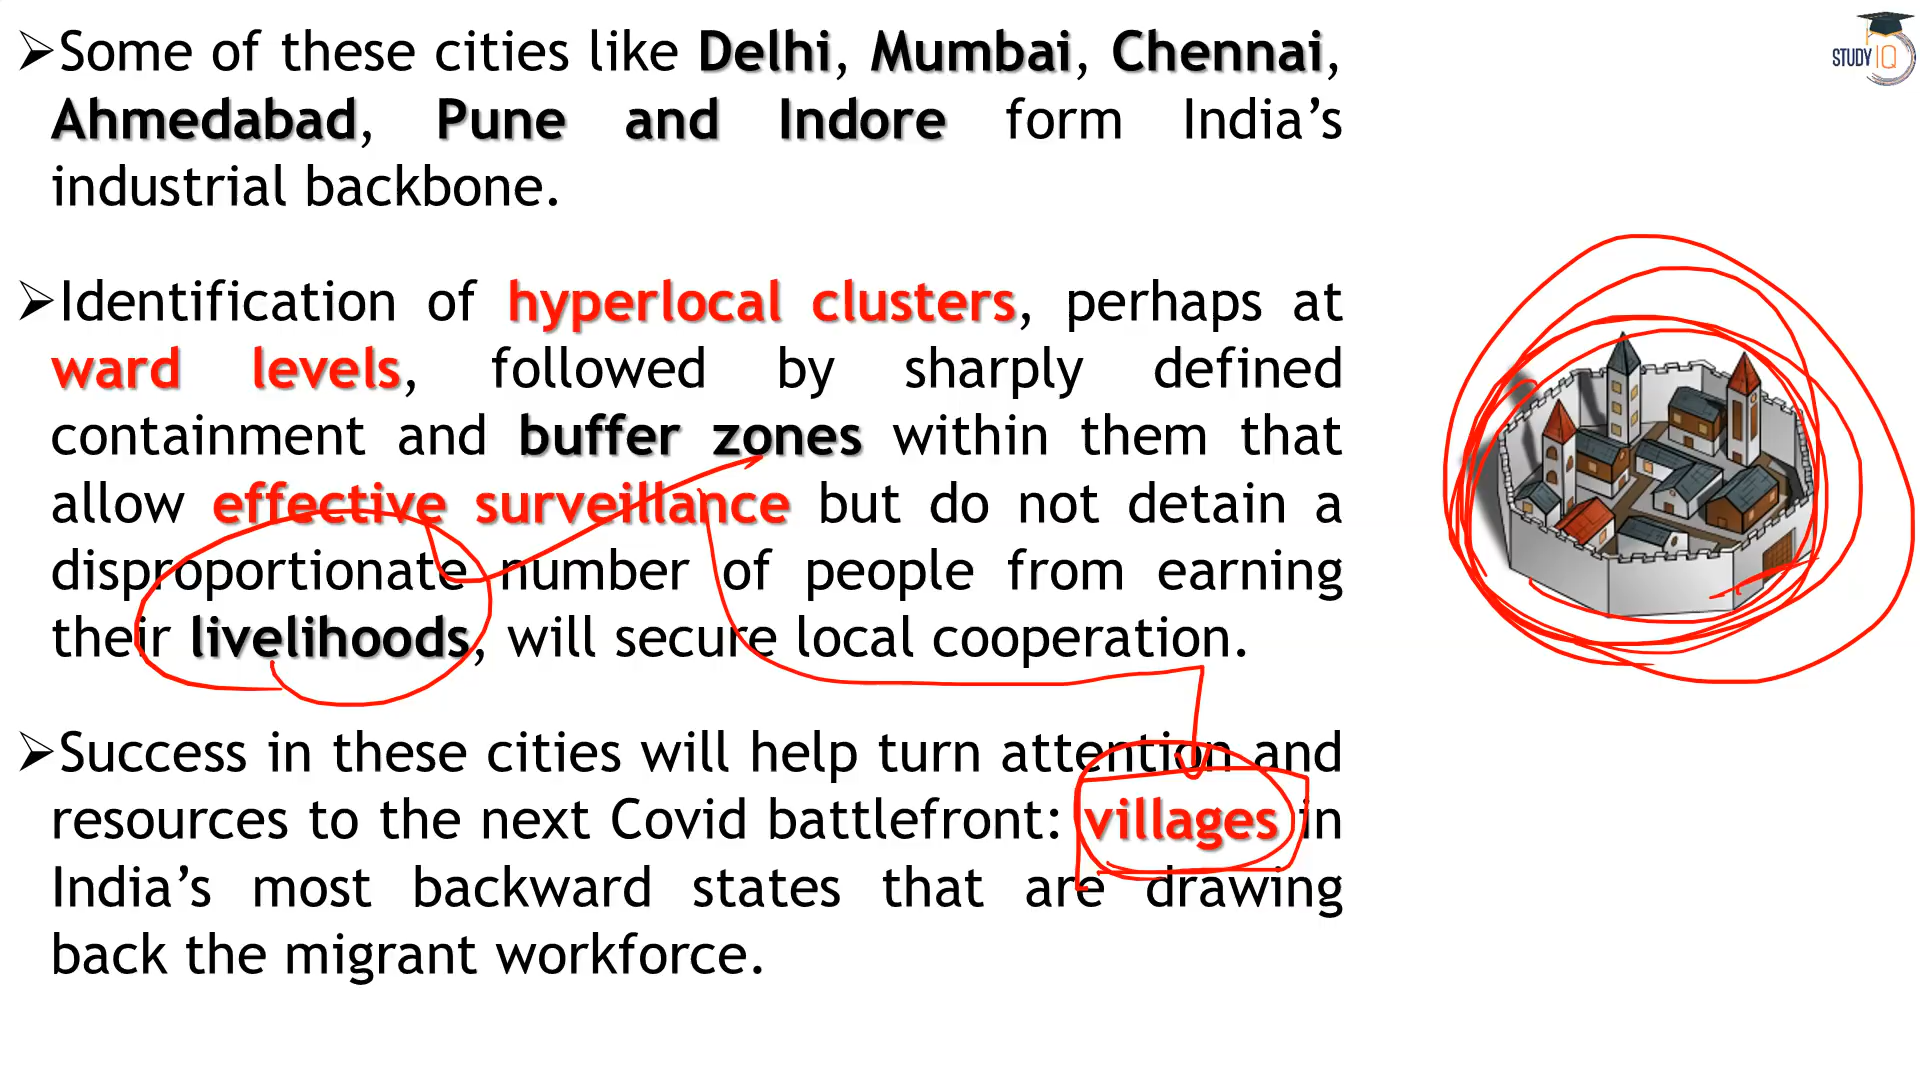 ➢Some of these cities like Delhi, Mumbai, Chennai,
Ahmedabad, Pune and Indore form India’s
industrial backbone.
➢Identification of hyperlocal clusters, perhaps at
ward levels, followed by sharply defined
containment and buffer zones within them that
allow effective surveillance but do not detain a
disproportionate number of people from earning
their livelihoods, will secure local cooperation.
➢Success in these cities will help turn attention and
resources to the next Covid battlefront: villages in
India’s most backward states that are drawing
back the migrant workforce.
STUDY IQ